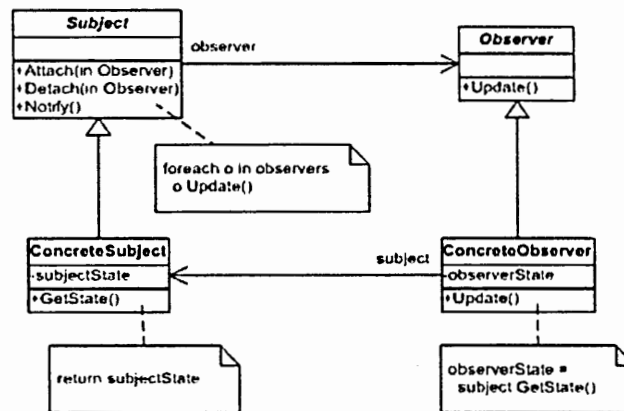 Subject
observer
Observer
+Attach(in Observer)
+Detach(in Observer)
+Notify()
+Update()
foreach o in observers
o Update()
ConcreteSubject
-subjectState
+GetState()
subject
ConcreteObserver
-observerState
+Update()
return subjectState
observerState =
subject GetState()